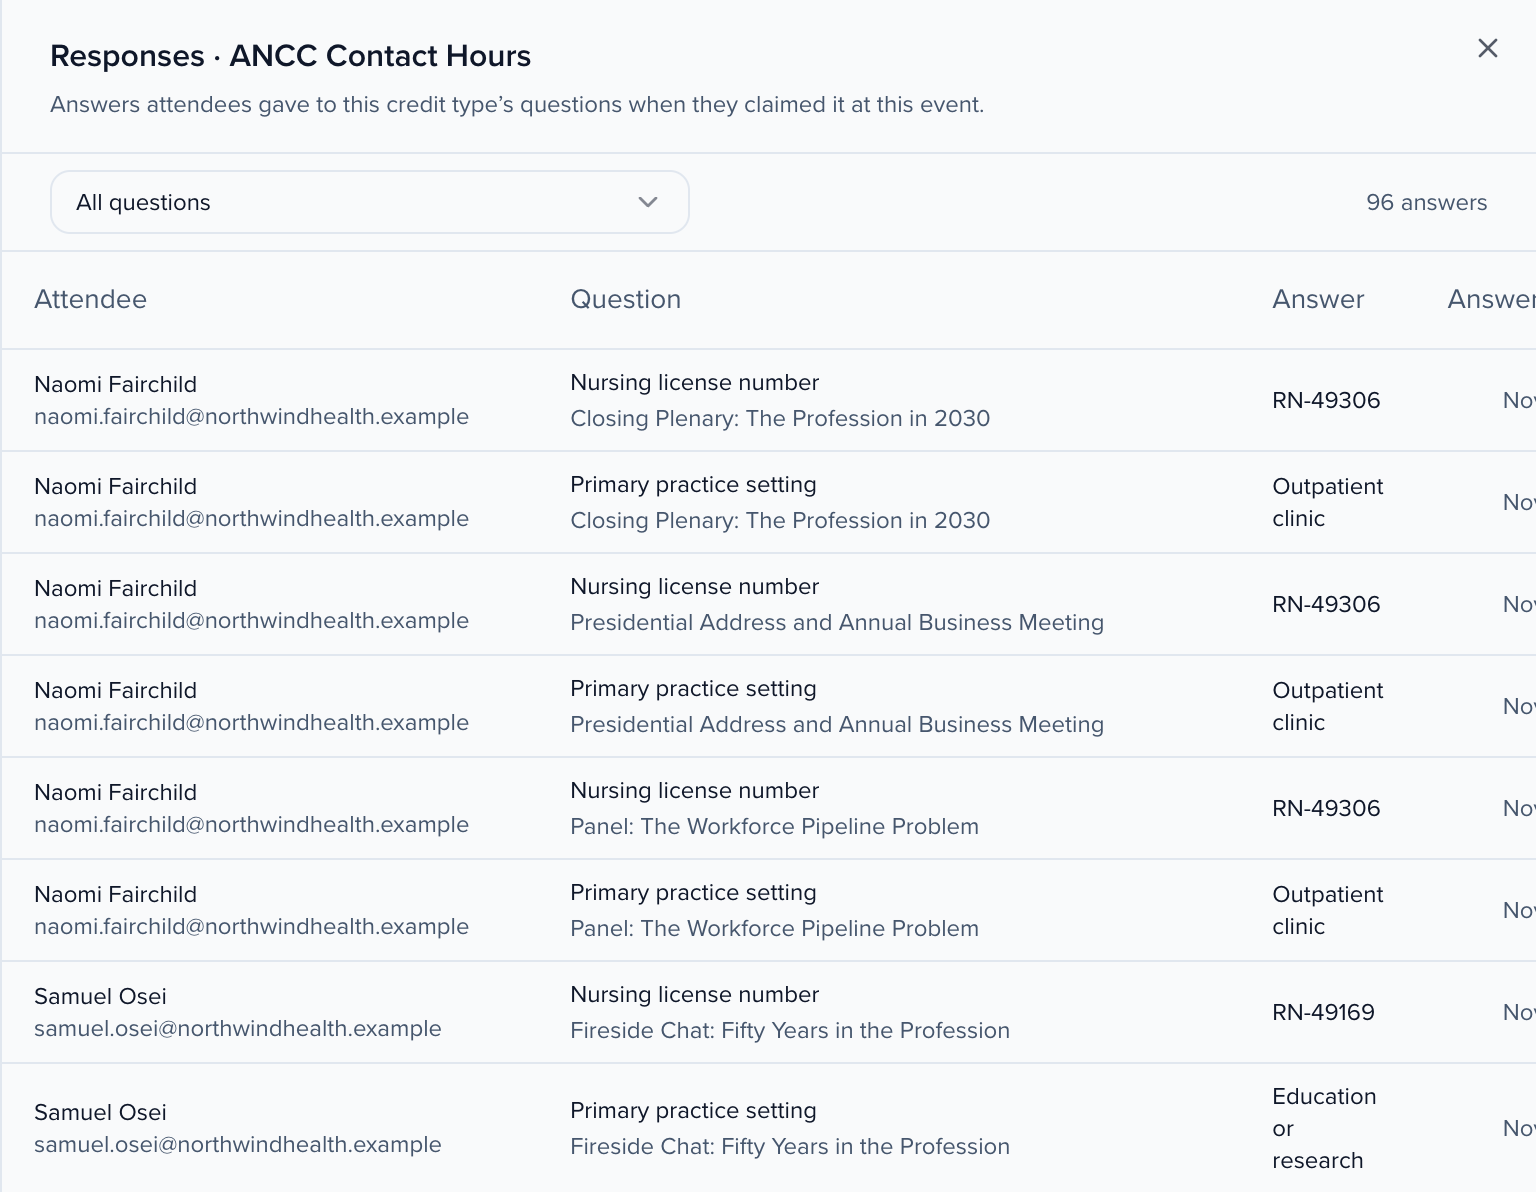 Responses · ANCC Contact Hours
Answers attendees gave to this credit type’s questions when they claimed it at this event.
All questions
96 answers
Attendee Question Answer
Naomi Fairchild
naomi.fairchild@northwindhealth.example
Nursing license number
Closing Plenary: The Profession in 2030
RN-49306
Naomi Fairchild
naomi.fairchild@northwindhealth.example
Primary practice setting
Closing Plenary: The Profession in 2030
Outpatient
clinic
Naomi Fairchild
naomi.fairchild@northwindhealth.example
Nursing license number
Presidential Address and Annual Business Meeting
RN-49306
Naomi Fairchild
naomi.fairchild@northwindhealth.example
Primary practice setting
Presidential Address and Annual Business Meeting
Outpatient
clinic
Naomi Fairchild
naomi.fairchild@northwindhealth.example
Nursing license number
Panel: The Workforce Pipeline Problem
RN-49306
Naomi Fairchild
naomi.fairchild@northwindhealth.example
Primary practice setting
Panel: The Workforce Pipeline Problem
Outpatient
clinic
Samuel Osei
samuel.osei@northwindhealth.example
Nursing license number
Fireside Chat: Fifty Years in the Profession
RN-49169
Samuel Osei
samuel.osei@northwindhealth.example
Primary practice setting
Fireside Chat: Fifty Years in the Profession
Education
or
research